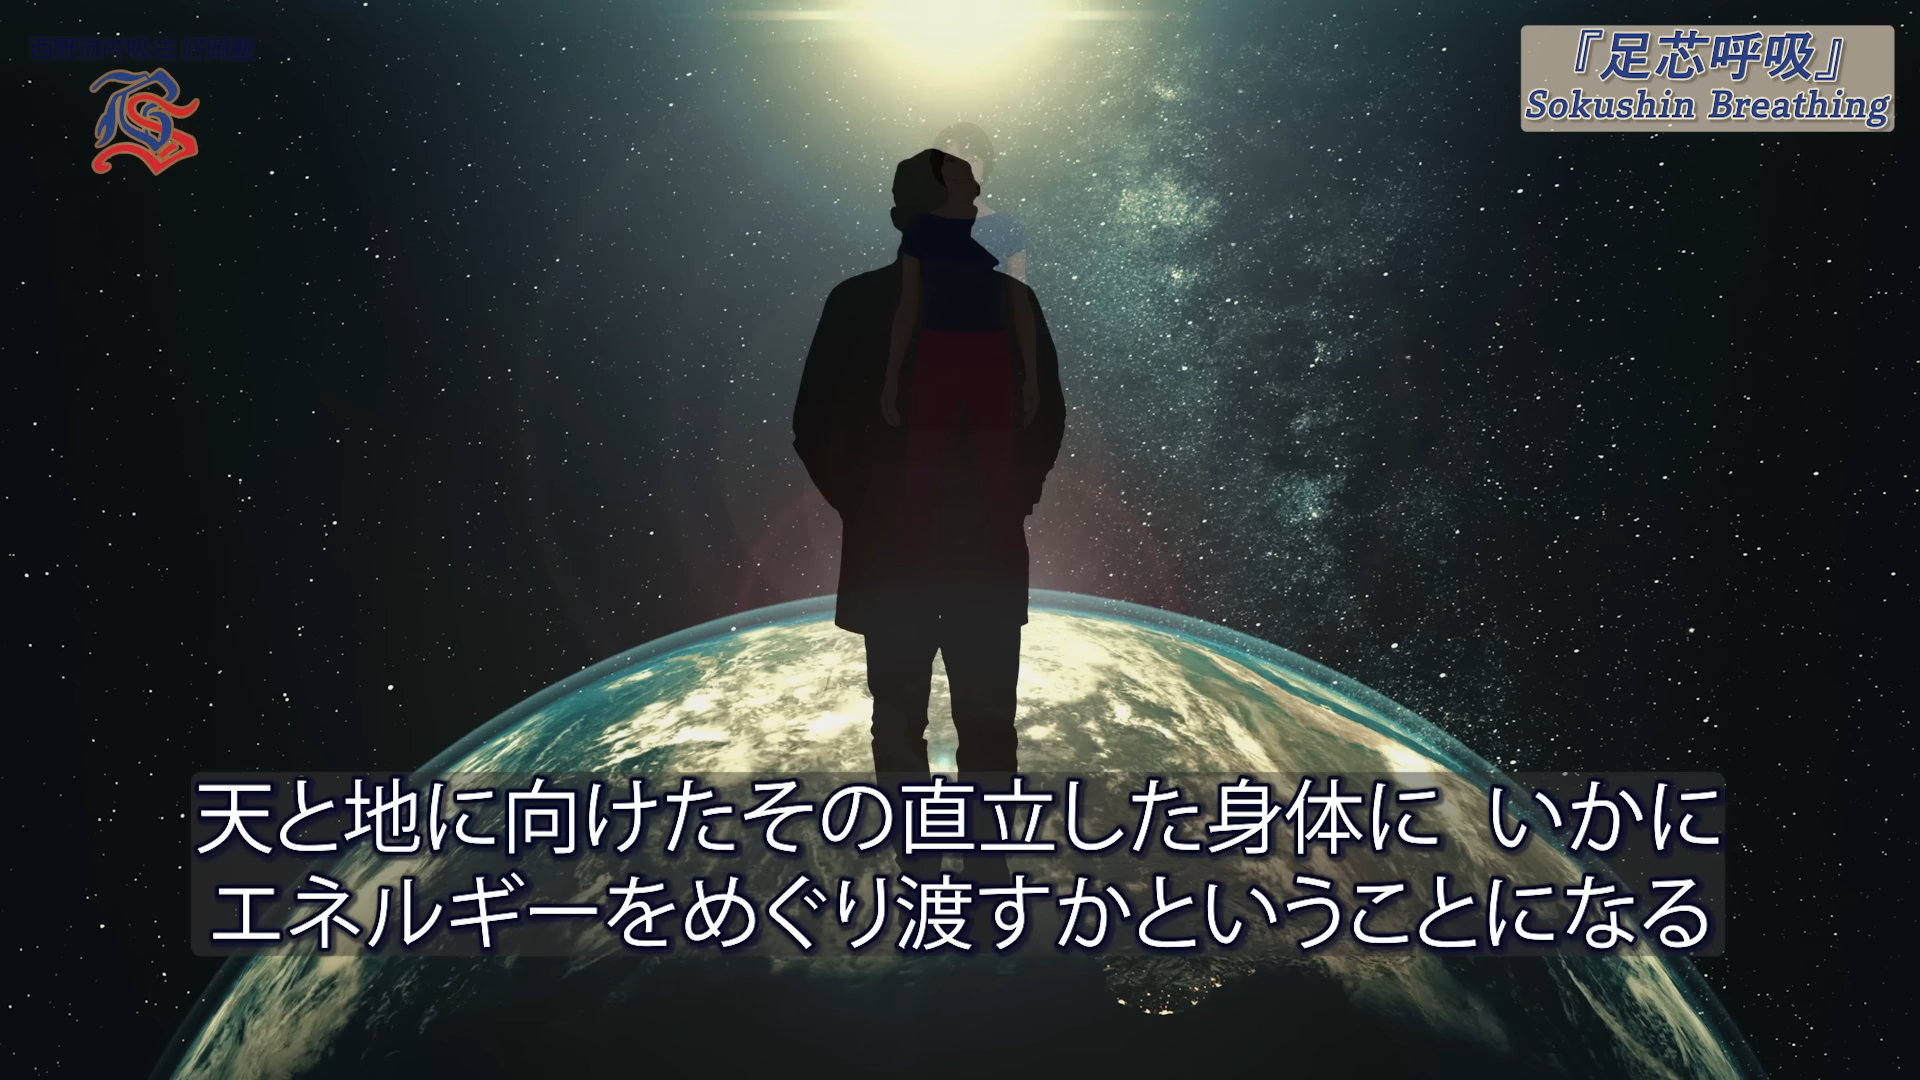 『足芯呼吸』
Sokushin Breathing
天と地に向けたその直立した身体に いかに
エネルギーをめぐり渡すかということになる